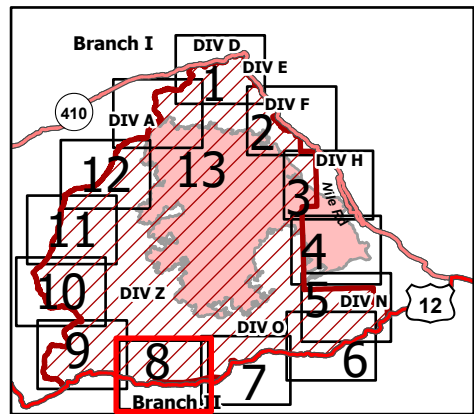 Branch I
DIV D
DIV E
1
410
DIV A
DIV F
2
13
12
DIV H
3
Nile Rd
11
4
10
DIV Z
5
DIV N
12
DIV O
9
8
6
7
Branch II